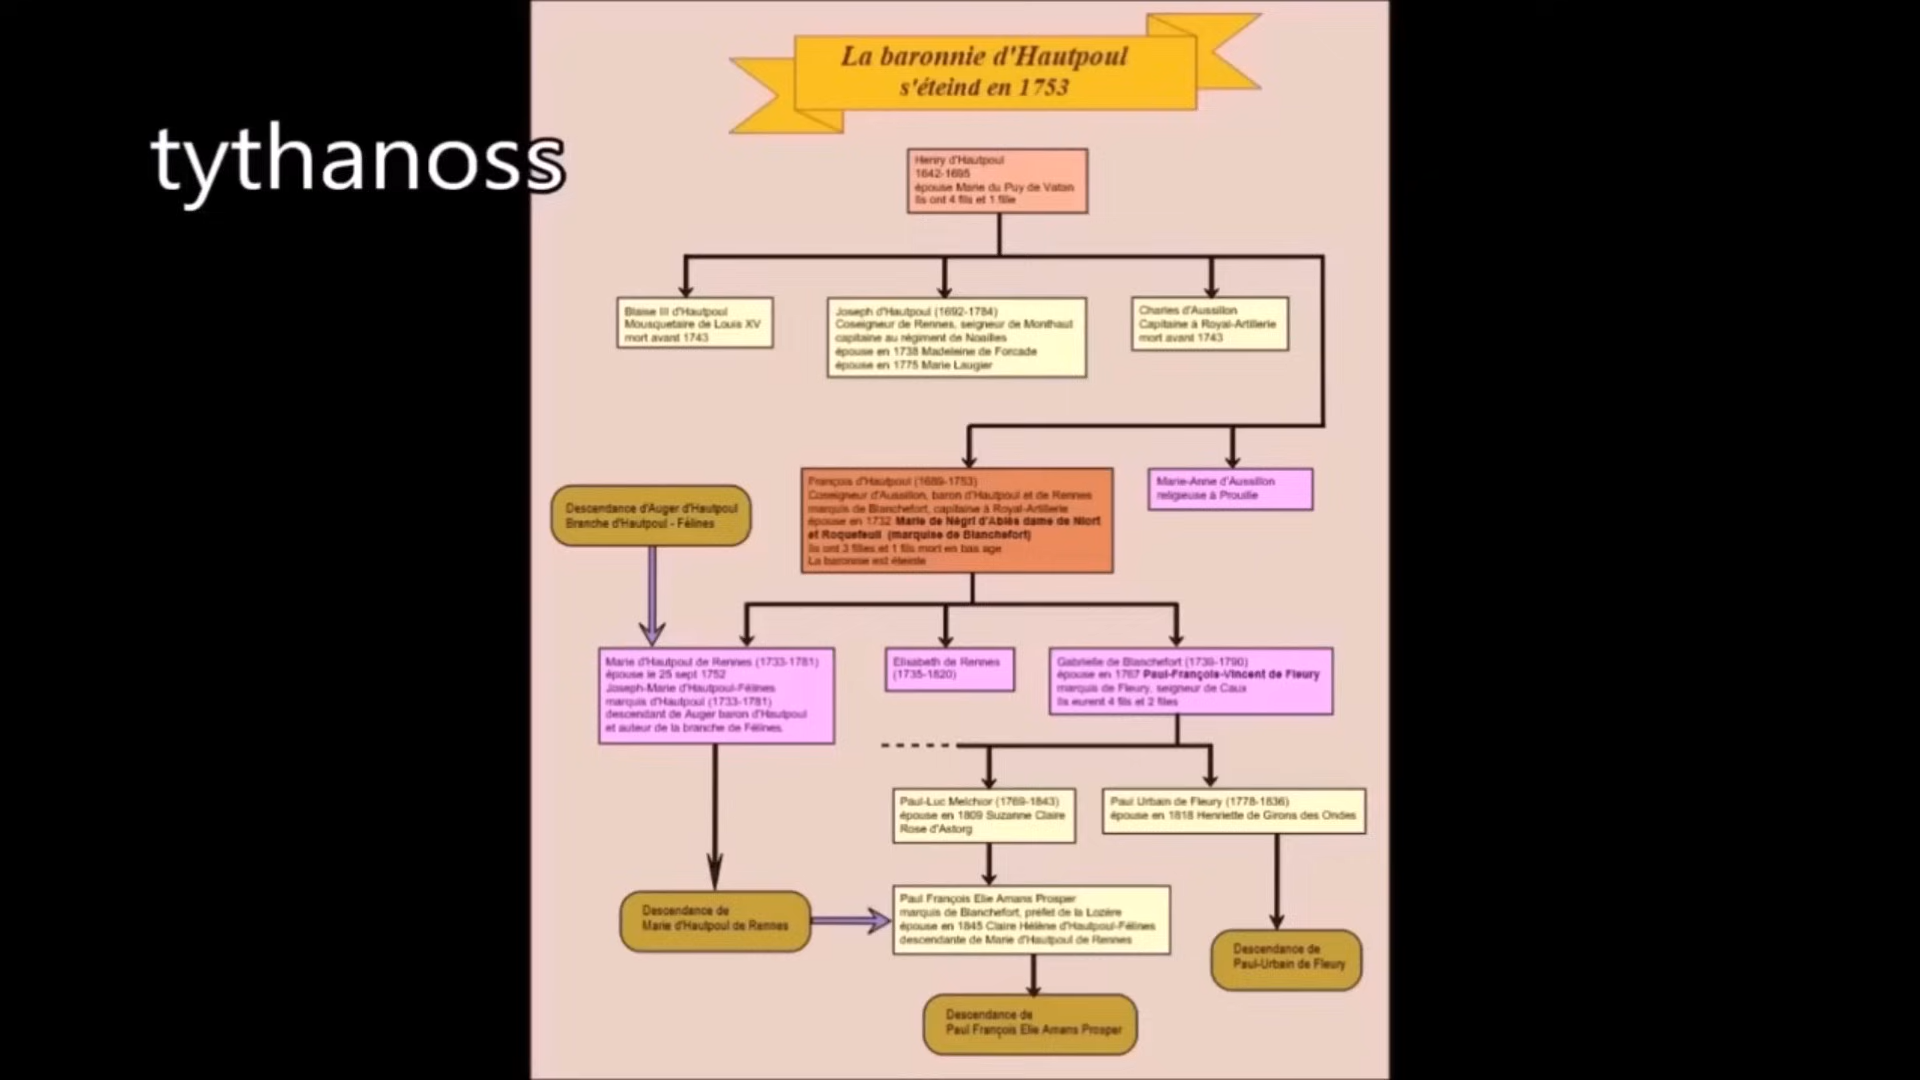 La baronnie d'Hautpoul
s'éteind en 1753
tythanoss
Henry d'Hautpoul
1642-1695
épouse Marie du Puy de Vatan
Ils ont 4 fils et 1 fille
Blaise III d'Hautpoul
Mousquetaire de Louis XV
mort avant 1743
Joseph d'Hautpoul (1692-1784)
Coseigneur de Rennes, seigneur de Monthaut
capitaine au régiment de Noailles
épouse en 1738 Madeleine de Forcade
épouse en 1775 Marie Laugier
Charles d'Aussillon
Capitaine à Royal-Artillerie
mort avant 1743
François d'Hautpoul (1689-1753)
Coseigneur d'Aussillon, baron d'Hautpoul et de Rennes
marquis de Blanchefort, capitaine à Royal-Artillerie
épouse en 1732 Marie de Négri d'Ablès dame de Niort
et Roquefeuil (marquise de Blanchefort)
Ils ont 3 filles et 1 fils mort en bas age
La baronnie est éteinte
Marie-Anne d'Aussillon
religieuse à Prouille
Descendance d'Auger d'Hautpoul
Branche d'Hautpoul - Félines
Marie d'Hautpoul de Rennes (1733-1781)
épouse le 25 sept 1752
Joseph-Marie d'Hautpoul-Félines
marquis d'Hautpoul (1733-1781)
descendant de Auger baron d'Hautpoul
et auteur de la branche de Félines
Elisabeth de Rennes
(1735-1820)
Gabrielle de Blanchefort (1739-1790)
épouse en 1767 Paul-François-Vincent de Fleury
marquis de Fleury, seigneur de Caux
Ils eurent 4 fils et 2 filles
Paul-Luc Melchior (1769-1843)
épouse en 1809 Suzanne Claire
Rose d'Astorg
Paul Urbain de Fleury (1778-1836)
épouse en 1818 Henriette de Girons des Ondes
Descendance de
Marie d'Hautpoul de Rennes
Paul François Elie Amans Prosper
marquis de Blanchefort, préfet de la Lozère
épouse en 1845 Claire Hélène d'Hautpoul-Félines
descendante de Marie d'Hautpoul de Rennes
Descendance de
Paul-Urbain de Fleury
Descendance de
Paul François Elie Amans Prosper